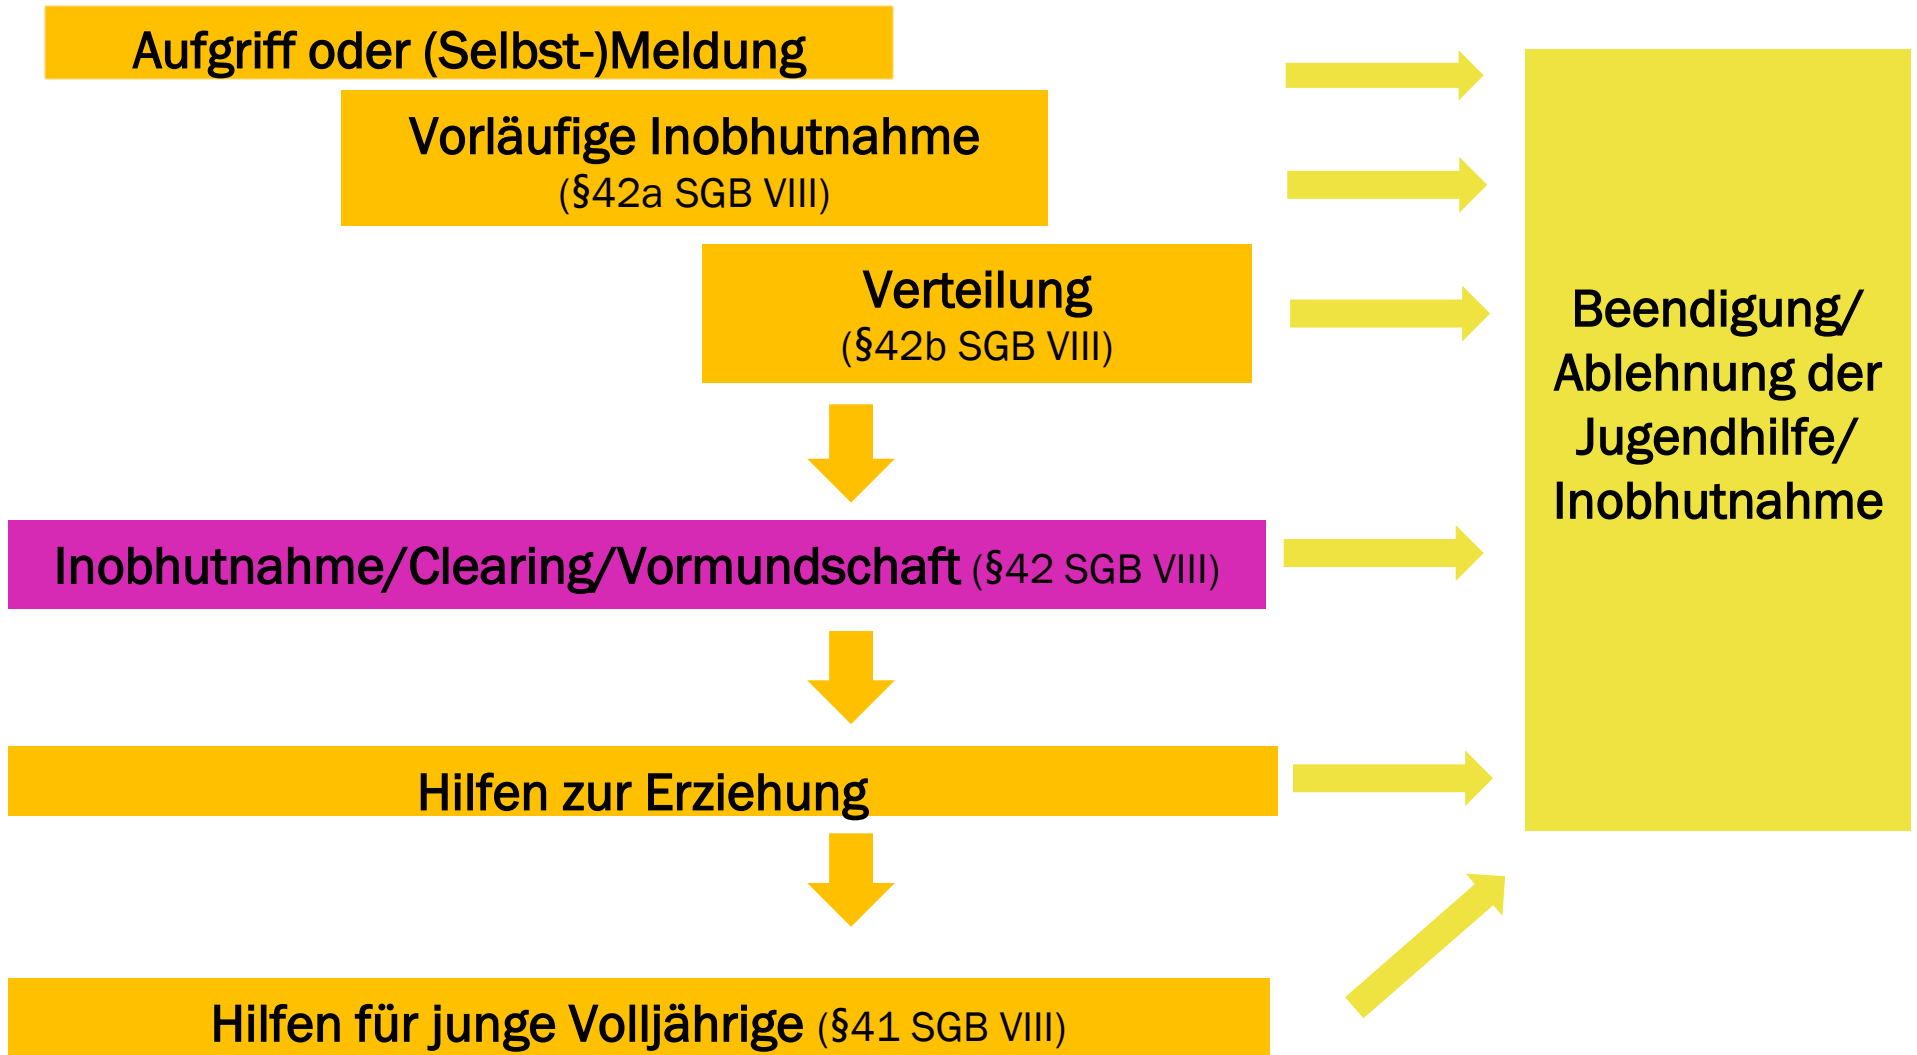 Aufgriff oder (Selbst-)Meldung
Vorläufige Inobhutnahme
(§42a SGB VIII)
Verteilung
(§42b SGB VIII)
Inobhutnahme/Clearing/Vormundschaft (§42 SGB VIII)
Hilfen zur Erziehung
Hilfen für junge Volljährige (§41 SGB VIII)
Beendigung/
Ablehnung der
Jugendhilfe/
Inobhutnahme